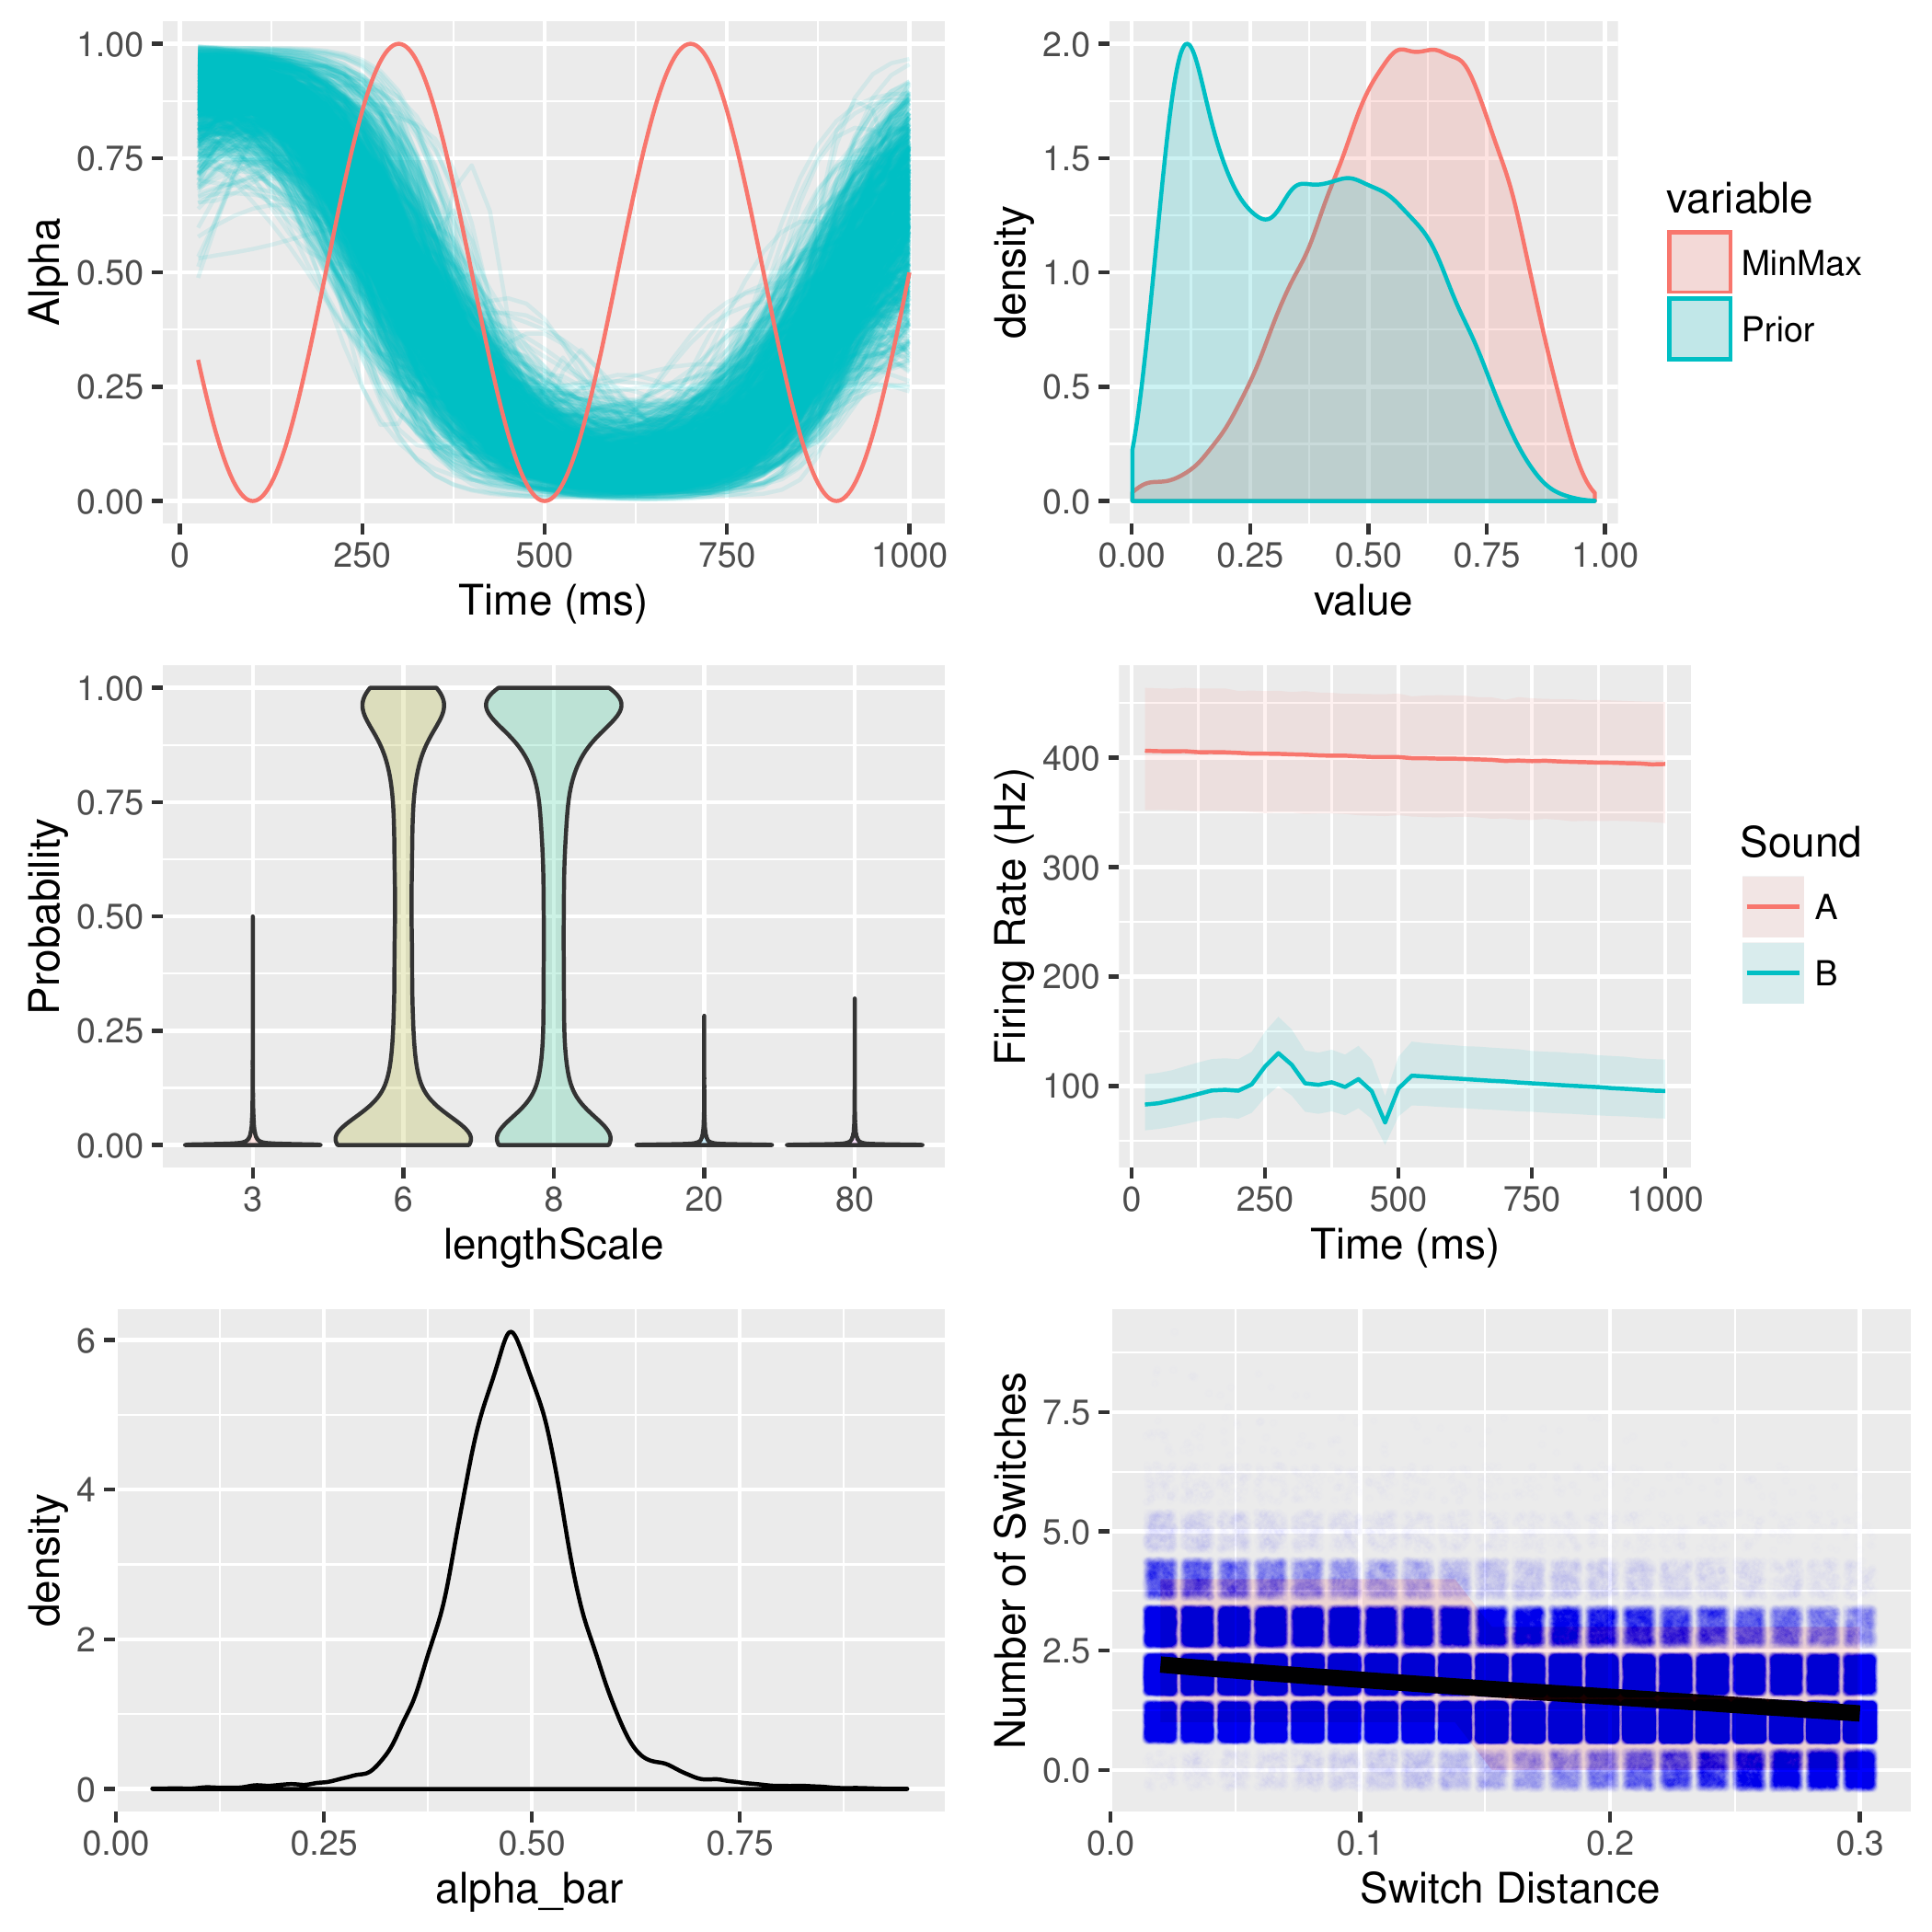 1.00
0.75
0.50
0.25
0.00
Alpha
0 250 500 750 1000
Time (ms)
2.0
1.5
1.0
0.5
0.0
density
0.00 0.25 0.50 0.75 1.00
value
variable
MinMax
Prior
1.00
0.75
0.50
0.25
0.00
Probability
3 6 8 20 80
lengthScale
400
300
200
100
Firing Rate (Hz)
0 250 500 750 1000
Time (ms)
Sound
A
B
6
4
2
0
density
0.00 0.25 0.50 0.75
alpha_bar
7.5
5.0
2.5
0.0
Number of Switches
0.0 0.1 0.2 0.3
Switch Distance